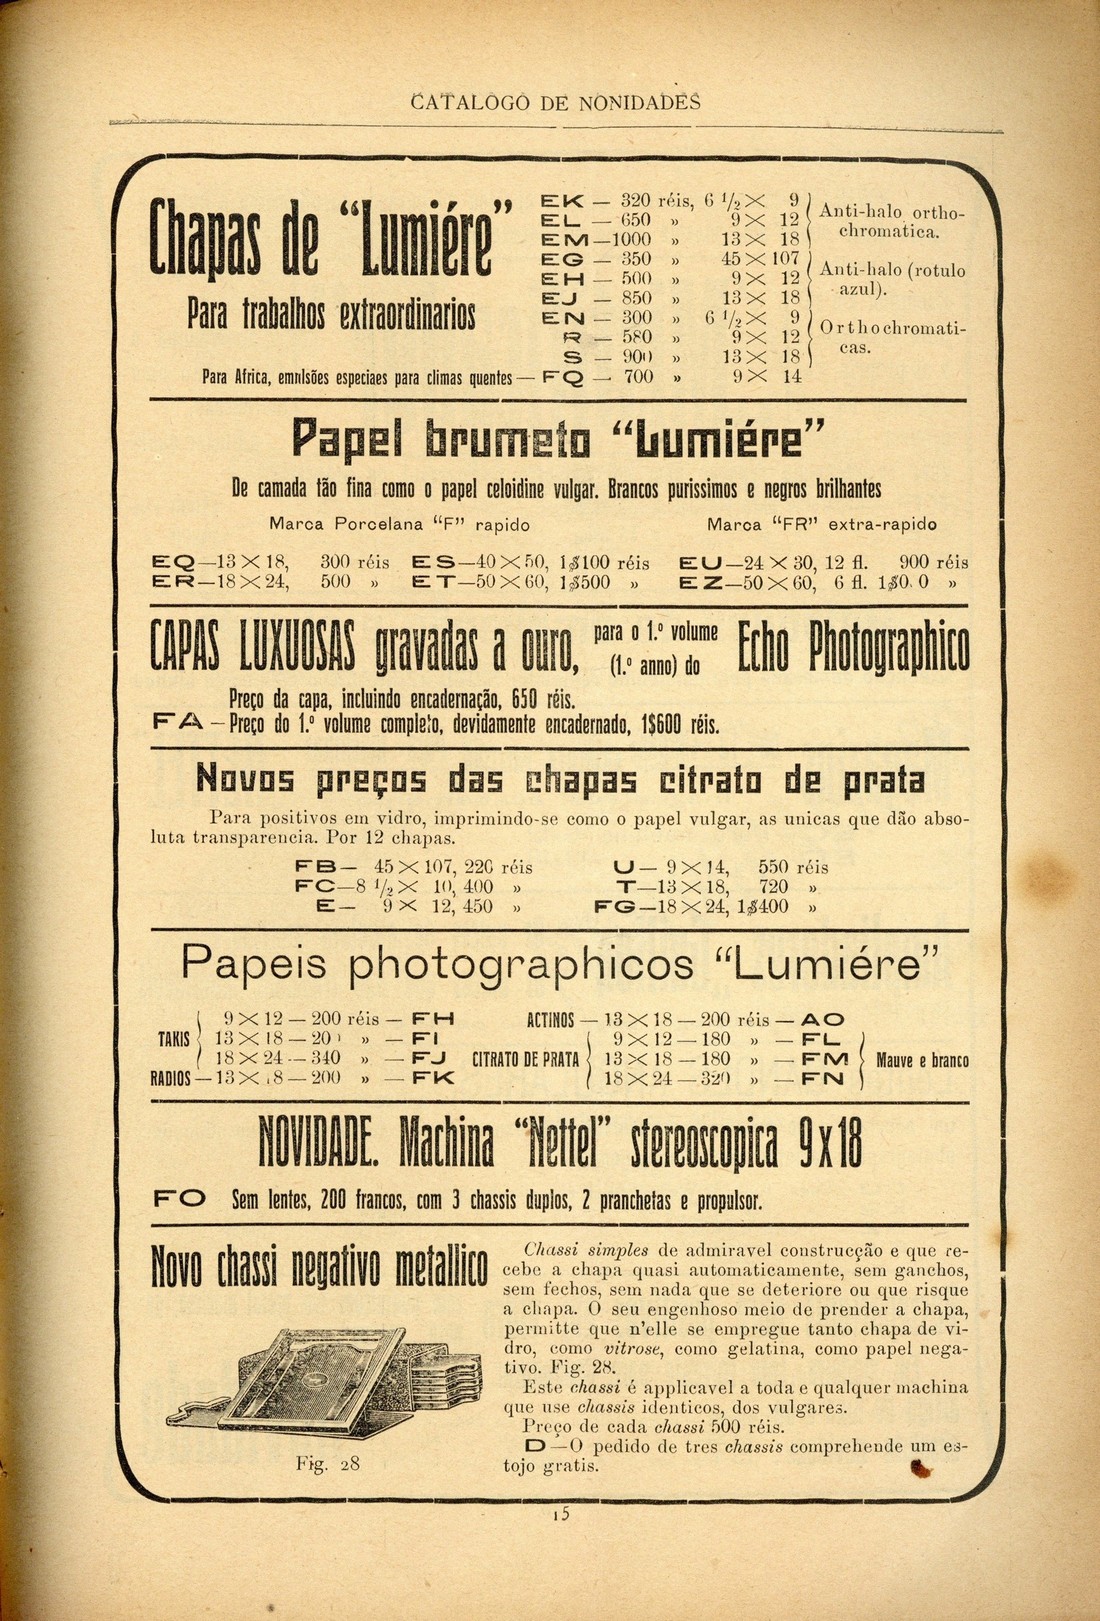 CATALOGO DE NONIDADES
Chapas de "Lumiére"
Para trabalhos extraordinarios
EK — 320 réis, 6 1/2 × 9
EL — 650 » 9 × 12
EM — 1000 » 13 × 18
Anti-halo ortho-
chromatica.
EG — 350 » 45 × 107
EH — 500 » 9 × 12
EJ — 850 » 13 × 18
Anti-halo (rotulo
azul).
EN — 300 » 6 1/2 × 9
R — 580 » 9 × 12
S — 900 » 13 × 18
Orthochromati-
cas.
Para Africa, emulsões especiaes para climas quentes — FQ — 700 » 9 × 14
Papel brumeto "Lumiére"
De camada tão fina como o papel celoidine vulgar. Brancos purissimos e negros brilhantes
Marca Porcelana "F" rapido Marca "FR" extra-rapido
EQ—13 × 18, 300 réis ES—40 × 50, 1$100 réis EU—24 × 30, 12 fl. 900 réis
ER—18 × 24, 500 » ET—50 × 60, 1$500 » EZ—50 × 60, 6 fl. »
CAPAS LUXUOSAS gravadas a ouro, para o 1.º volume (1.º anno) do Echo Photographico
Preço da capa, incluindo encadernação, 650 réis.
FA — Preço do 1.º volume completo, devidamente encadernado, 1$600 réis.
Novos preços das chapas citrato de prata
Para positivos em vidro, imprimindo-se como o papel vulgar, as unicas que dão abso-
luta transparencia. Por 12 chapas.
FB— 45 × 107, 220 réis U— 9 × 14, 550 réis
FC—8 1/2 × 10, 400 » T—13 × 18, 720 »
E— 9 × 12, 450 » FG—18 × 24, 1$400 »
Papeis photographicos "Lumiére"
TAKIS
9 × 12 — 200 réis — FH
13 × 18 — » — FI
18 × 24 — 340 » — FJ
RADIOS — 13 × 18 — 200 » — FK
ACTINOS — 13 × 18 — 200 réis — AO
CITRATO DE PRATA
9 × 12 — 180 » — FL
13 × 18 — 180 » — FM
18 × 24 — 320 » — FN
Mauve e branco
NOVIDADE. Machina "Nettel" stereoscopica 9 x 18
FO Sem lentes, 200 francos, com 3 chassis duplos, 2 pranchetas e propulsor.
Novo chassi negativo metallico
Fig. 28
Chassi simples de admiravel construcção e que re-
cebe a chapa quasi automaticamente, sem ganchos,
sem fechos, sem nada que se deteriore ou que risque
a chapa. O seu engenhoso meio de prender a chapa,
permitte que n'elle se empregue tanto chapa de vi-
dro, como vitrose, como gelatina, como papel nega-
tivo. Fig. 28.
Este chassi é applicavel a toda e qualquer machina
que use chassis identicos, dos vulgares.
Preço de cada chassi 500 réis.
D—O pedido de tres chassis comprehende um es-
tojo gratis.
15